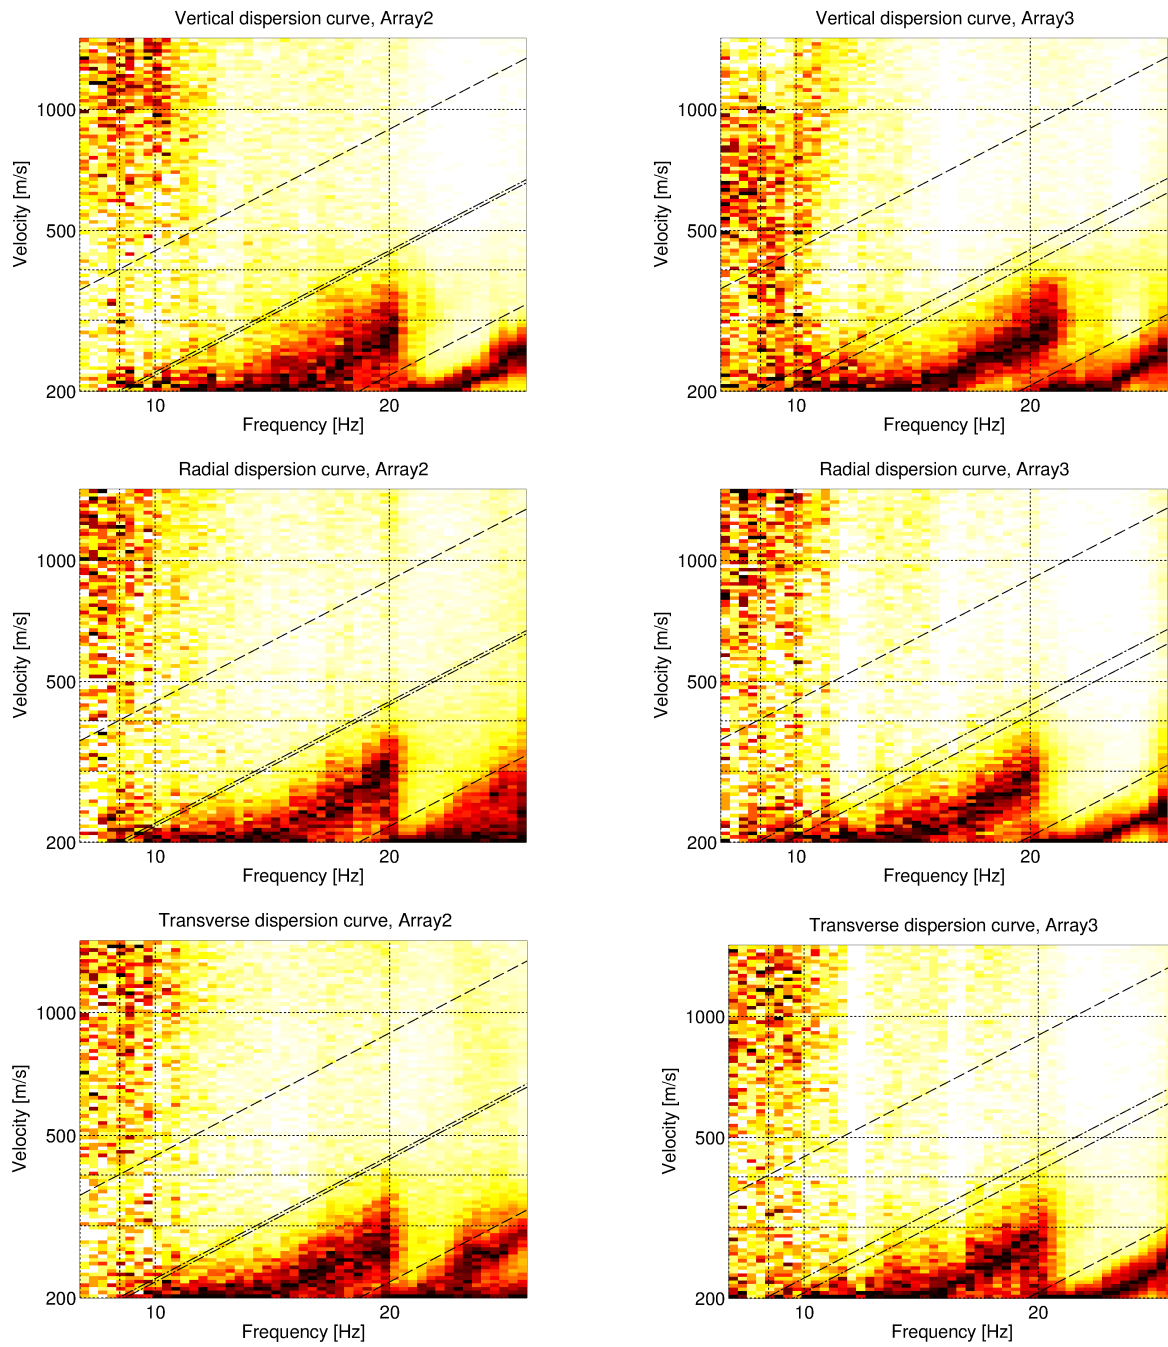 Vertical dispersion curve, Array2
Velocity [m/s]
1000
500
200
10
20
Frequency [Hz]
Vertical dispersion curve, Array3
Velocity [m/s]
1000
500
200
10
20
Frequency [Hz]
Radial dispersion curve, Array2
Velocity [m/s]
1000
500
200
10
20
Frequency [Hz]
Radial dispersion curve, Array3
Velocity [m/s]
1000
500
200
10
20
Frequency [Hz]
Transverse dispersion curve, Array2
Velocity [m/s]
1000
500
200
10
20
Frequency [Hz]
Transverse dispersion curve, Array3
Velocity [m/s]
1000
500
200
10
20
Frequency [Hz]